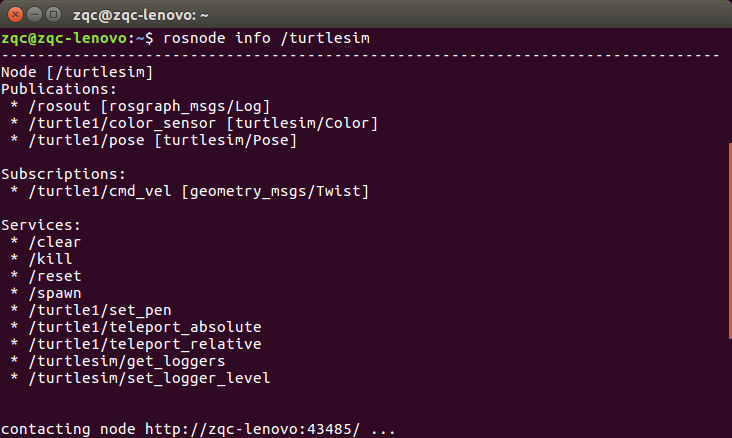 zqc@zqc-lenovo: ~
zqc@zqc-lenovo:~$ rosnode info /turtlesim
--------------------------------------------------------------------------------
Node [/turtlesim]
Publications:
 * /rosout [rosgraph_msgs/Log]
 * /turtle1/color_sensor [turtlesim/Color]
 * /turtle1/pose [turtlesim/Pose]

Subscriptions:
 * /turtle1/cmd_vel [geometry_msgs/Twist]

Services:
 * /clear
 * /kill
 * /reset
 * /spawn
 * /turtle1/set_pen
 * /turtle1/teleport_absolute
 * /turtle1/teleport_relative
 * /turtlesim/get_loggers
 * /turtlesim/set_logger_level

contacting node http://zqc-lenovo:43485/ ...